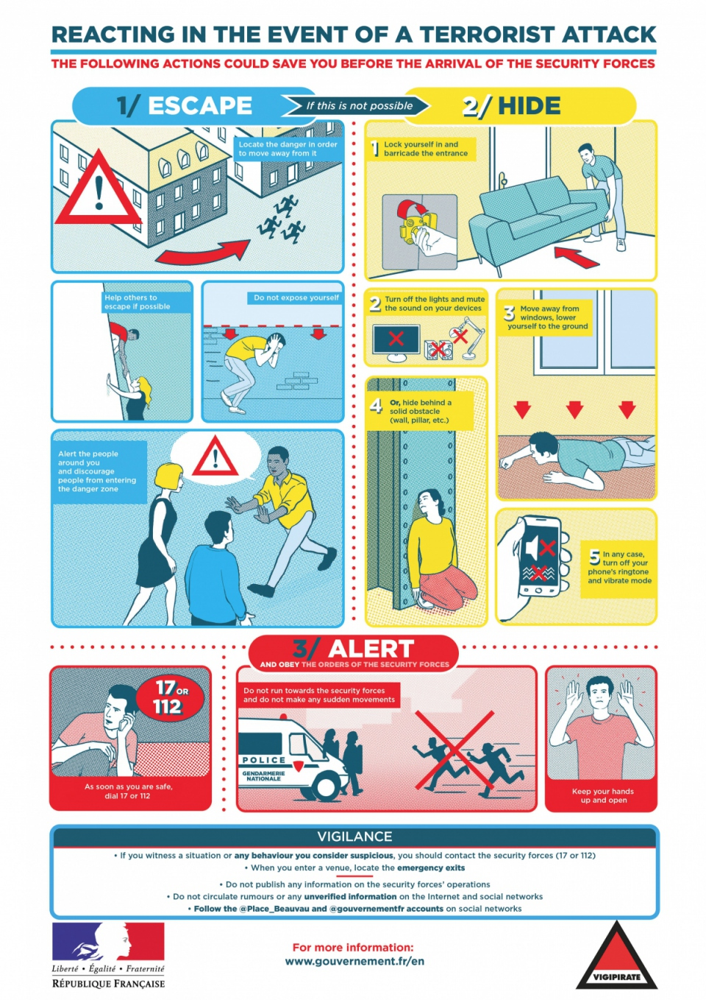 REACTING IN THE EVENT OF A TERRORIST ATTACK
THE FOLLOWING ACTIONS COULD SAVE YOU BEFORE THE ARRIVAL OF THE SECURITY FORCES
1/ ESCAPE
If this is not possible
2/ HIDE
Locate the danger in order
to move away from it
!
Help others to
escape if possible
Do not expose yourself
Alert the people
around you
and discourage
people from entering
the danger zone
!
1 Lock yourself in and
barricade the entrance
2 Turn off the lights and mute
the sound on your devices
3 Move away from
windows, lower
yourself to the ground
4 Or, hide behind a
solid obstacle
(wall, pillar, etc.)
5 In any case,
turn off your
phone's ringtone
and vibrate mode
3/ ALERT
AND OBEY THE ORDERS OF THE SECURITY FORCES
17 OR
112
As soon as you are safe,
dial 17 or 112
Do not run towards the security forces
and do not make any sudden movements
POLICE
GENDARMERIE
NATIONALE
Keep your hands
up and open
VIGILANCE
• If you witness a situation or any behaviour you consider suspicious, you should contact the security forces (17 or 112)
• When you enter a venue, locate the emergency exits
• Do not publish any information on the security forces' operations
• Do not circulate rumours or any unverified information on the Internet and social networks
• Follow the @Place_Beauvau and @gouvernementfr accounts on social networks
Liberté • Égalité • Fraternité
RÉPUBLIQUE FRANÇAISE
For more information:
www.gouvernement.fr/en
VIGIPIRATE